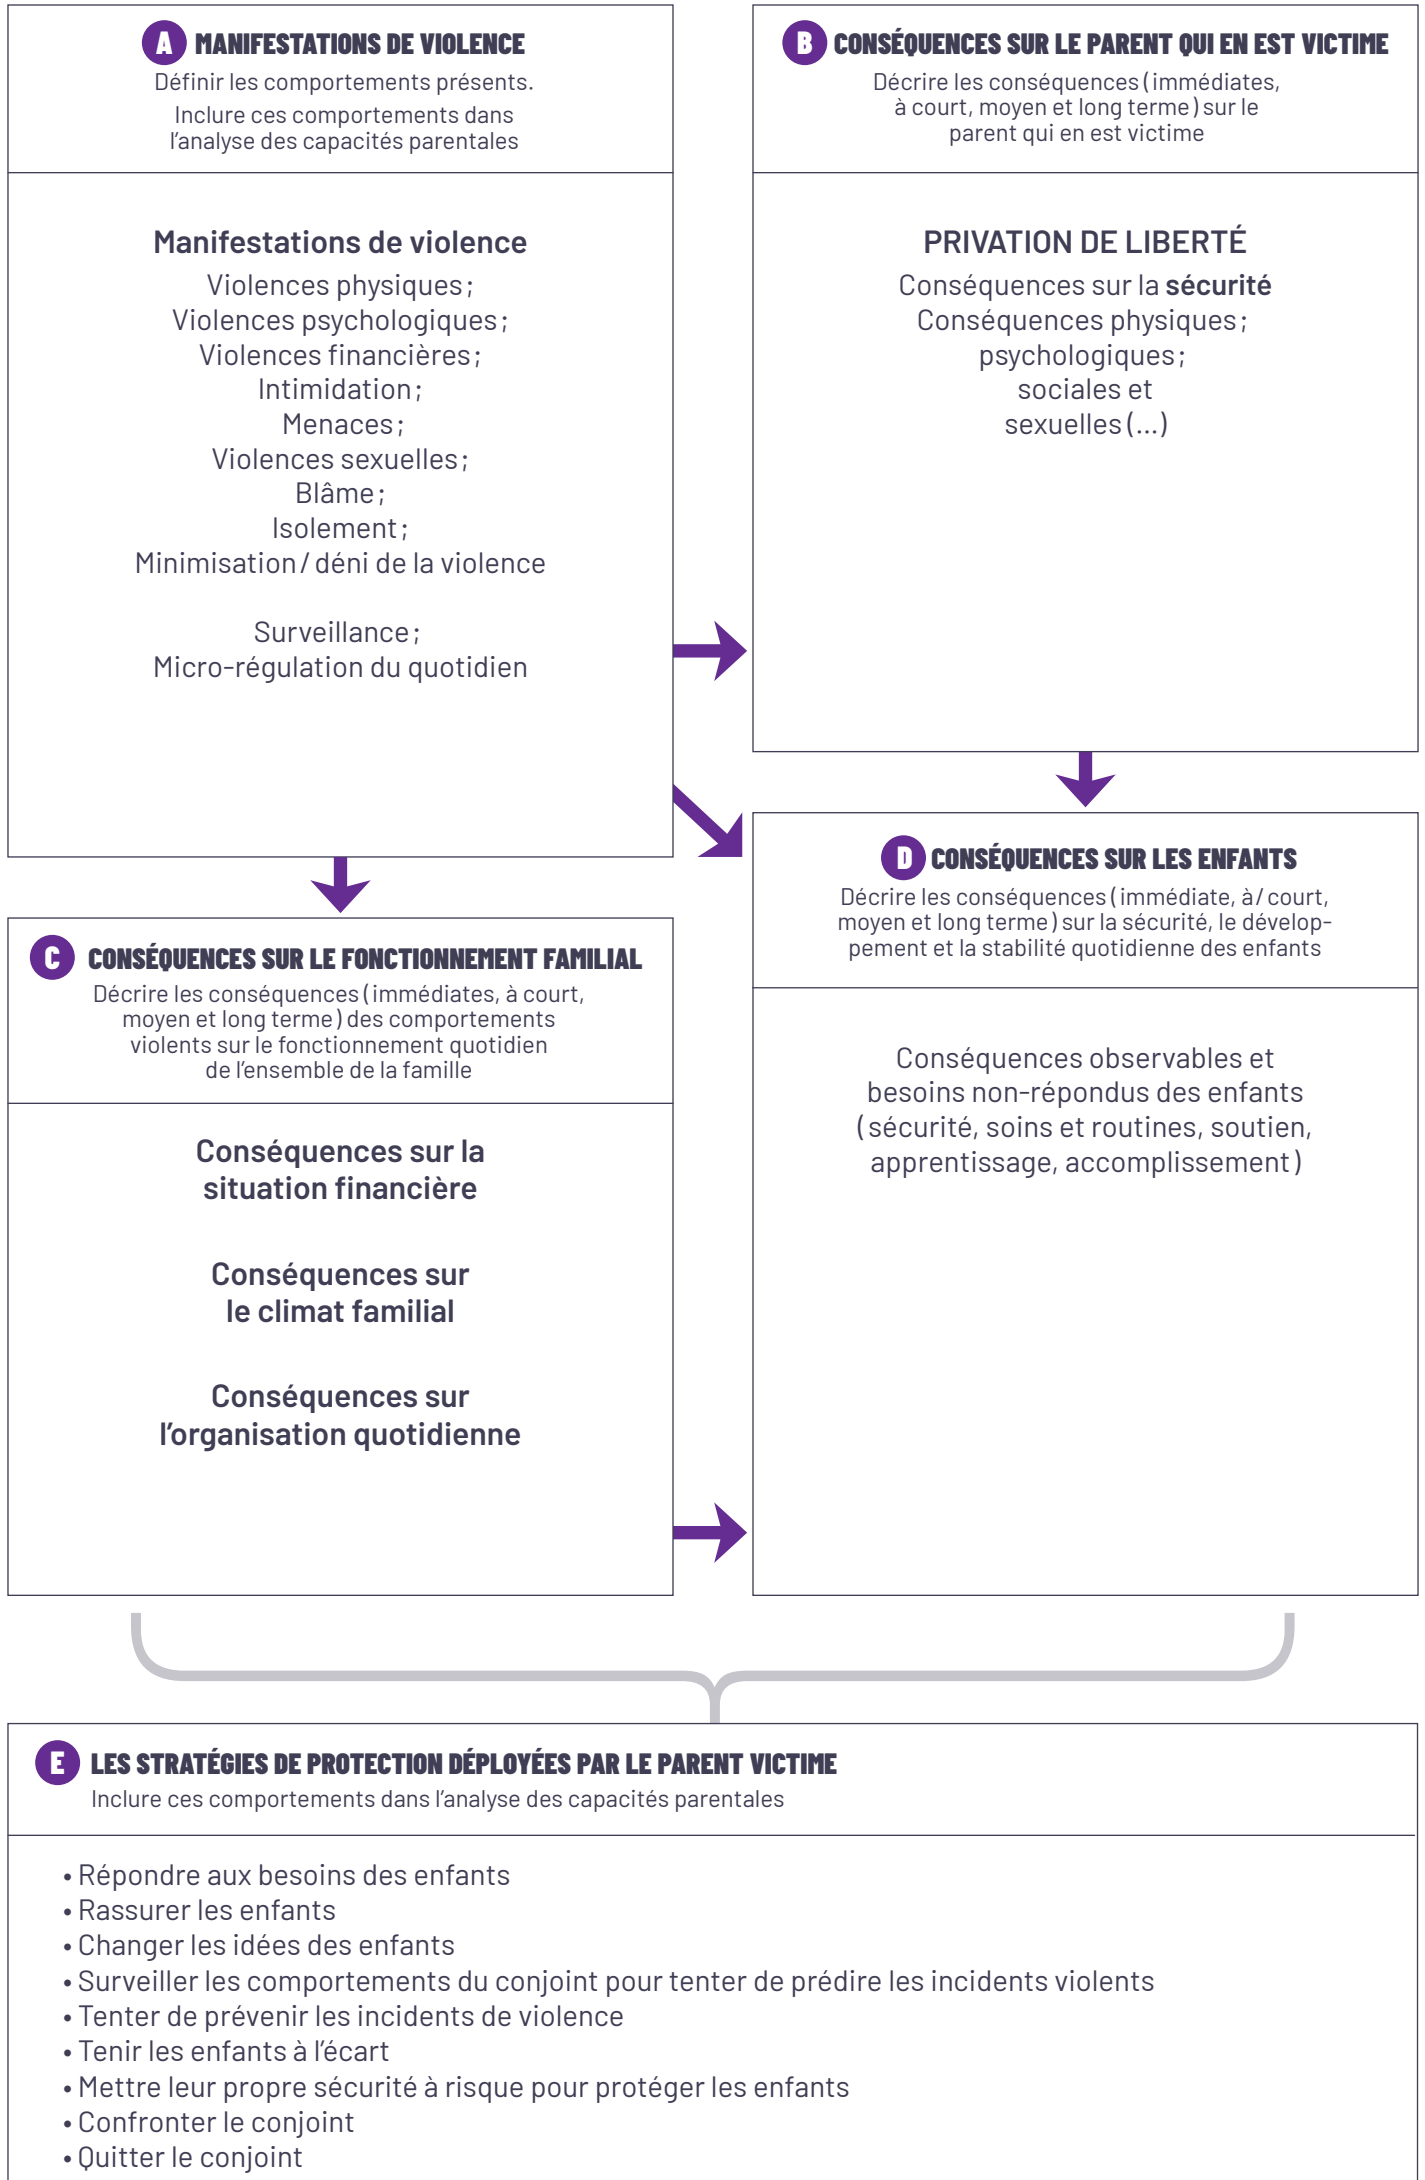 A MANIFESTATIONS DE VIOLENCE
Définir les comportements présents.
Inclure ces comportements dans
l’analyse des capacités parentales
Manifestations de violence
Violences physiques ;
Violences psychologiques ;
Violences financières ;
Intimidation ;
Menaces ;
Violences sexuelles ;
Blâme ;
Isolement ;
Minimisation / déni de la violence
Surveillance ;
Micro-régulation du quotidien
B CONSÉQUENCES SUR LE PARENT QUI EN EST VICTIME
Décrire les conséquences (immédiates,
à court, moyen et long terme) sur le
parent qui en est victime
PRIVATION DE LIBERTÉ
Conséquences sur la sécurité
Conséquences physiques ;
psychologiques ;
sociales et
sexuelles (...)
C CONSÉQUENCES SUR LE FONCTIONNEMENT FAMILIAL
Décrire les conséquences (immédiates, à court,
moyen et long terme) des comportements
violents sur le fonctionnement quotidien
de l’ensemble de la famille
Conséquences sur la
situation financière
Conséquences sur
le climat familial
Conséquences sur
l’organisation quotidienne
D CONSÉQUENCES SUR LES ENFANTS
Décrire les conséquences (immédiate, à / court,
moyen et long terme) sur la sécurité, le dévelop-
pement et la stabilité quotidienne des enfants
Conséquences observables et
besoins non-répondus des enfants
(sécurité, soins et routines, soutien,
apprentissage, accomplissement)
E LES STRATÉGIES DE PROTECTION DÉPLOYÉES PAR LE PARENT VICTIME
Inclure ces comportements dans l’analyse des capacités parentales
• Répondre aux besoins des enfants
• Rassurer les enfants
• Changer les idées des enfants
• Surveiller les comportements du conjoint pour tenter de prédire les incidents violents
• Tenter de prévenir les incidents de violence
• Tenir les enfants à l’écart
• Mettre leur propre sécurité à risque pour protéger les enfants
• Confronter le conjoint
• Quitter le conjoint